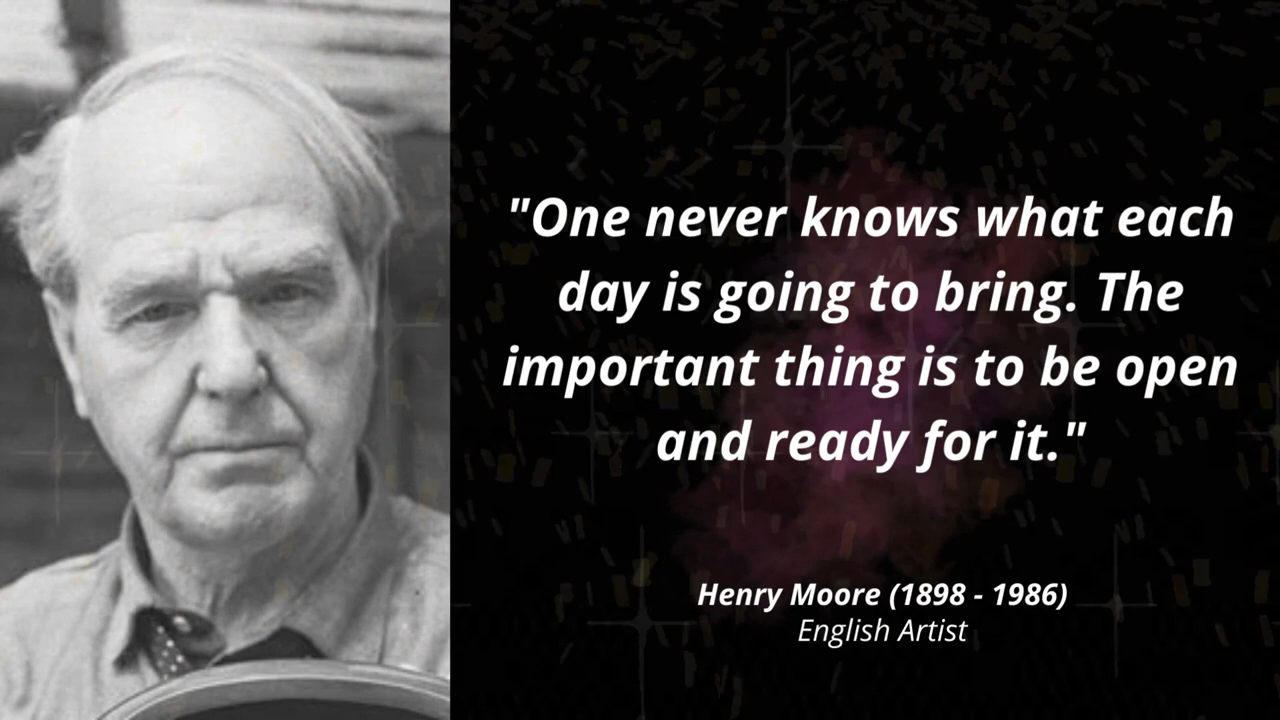 "One never knows what each
day is going to bring. The
important thing is to be open
and ready for it."
Henry Moore (1898 - 1986)
English Artist